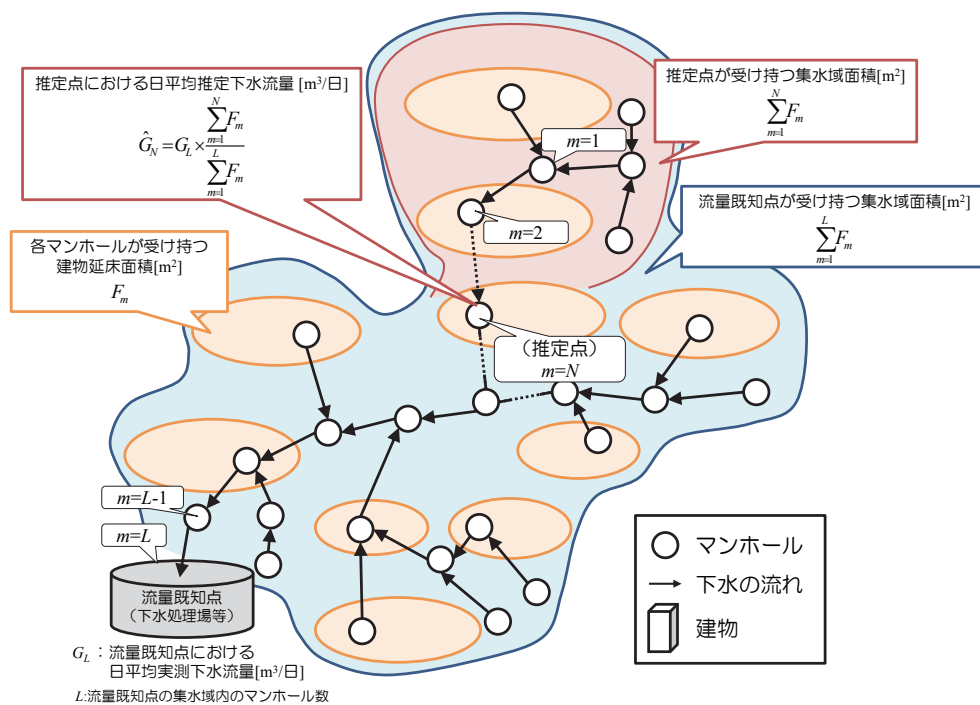 推定点における日平均推定下水流量 [m³/日]
Ĝ_N = G_L × \frac{\sum_{m=1}^{N} F_m}{\sum_{m=1}^{L} F_m}
推定点が受け持つ集水域面積[m²]
\sum_{m=1}^{N} F_m
流量既知点が受け持つ集水域面積[m²]
\sum_{m=1}^{L} F_m
各マンホールが受け持つ
建物延床面積[m²]
F_m
m=1
m=2
（推定点）
m=N
m=L-1
m=L
流量既知点
（下水処理場等）
G_L：流量既知点における
日平均実測下水流量[m³/日]
L:流量既知点の集水域内のマンホール数
マンホール
下水の流れ
建物